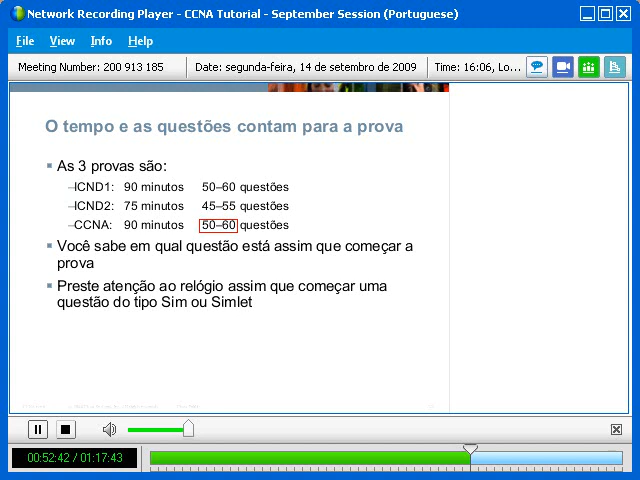 Network Recording Player - CCNA Tutorial - September Session (Portuguese)
File View Info Help
Meeting Number: 200 913 185 Date: segunda-feira, 14 de setembro de 2009 Time: 16:06, Lo...
O tempo e as questões contam para a prova
As 3 provas são:
–ICND1: 90 minutos 50–60 questões
–ICND2: 75 minutos 45–55 questões
–CCNA: 90 minutos 50–60 questões
Você sabe em qual questão está assim que começar a
prova
Preste atenção ao relógio assim que começar uma
questão do tipo Sim ou Simlet
00:52:42 / 01:17:43